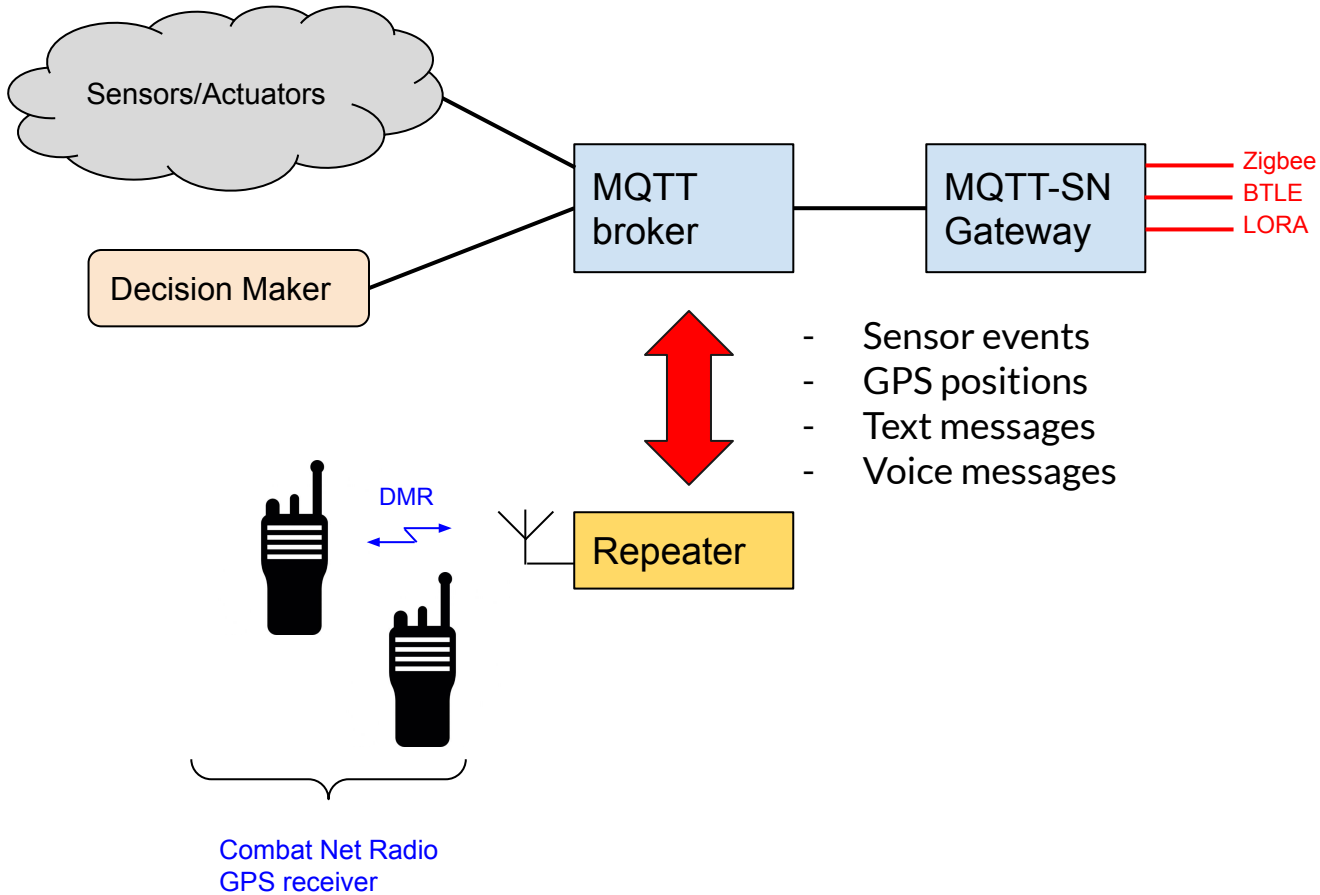 Sensors/Actuators
MQTT
broker
MQTT-SN
Gateway
Zigbee
BTLE
LORA
Decision Maker
- Sensor events
- GPS positions
- Text messages
- Voice messages
DMR
Repeater
Combat Net Radio
GPS receiver